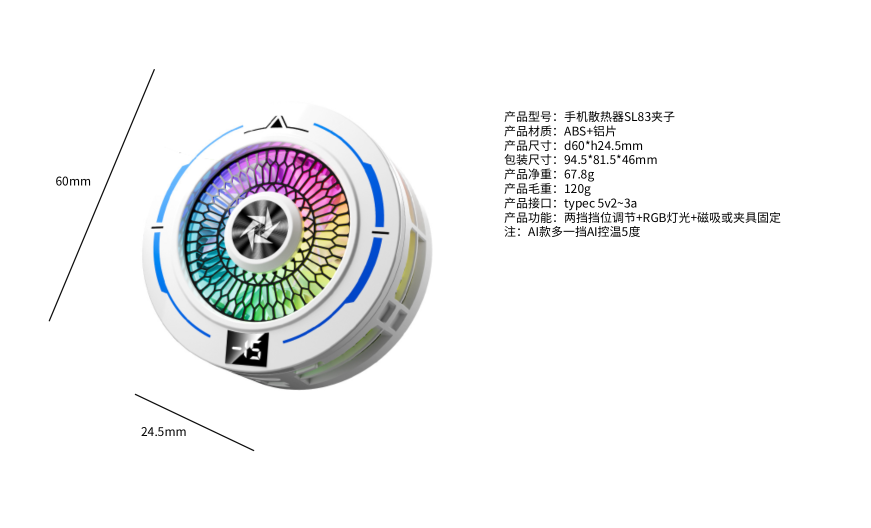 产品型号：手机散热器SL83夹子
产品材质：ABS+铝片
产品尺寸：d60*h24.5mm
包装尺寸：94.5*81.5*46mm
产品净重：67.8g
产品毛重：120g
产品接口：typec 5v2~3a
产品功能：两挡挡位调节+RGB灯光+磁吸或夹具固定
注：AI款多一挡AI控温5度
60mm
-15
24.5mm